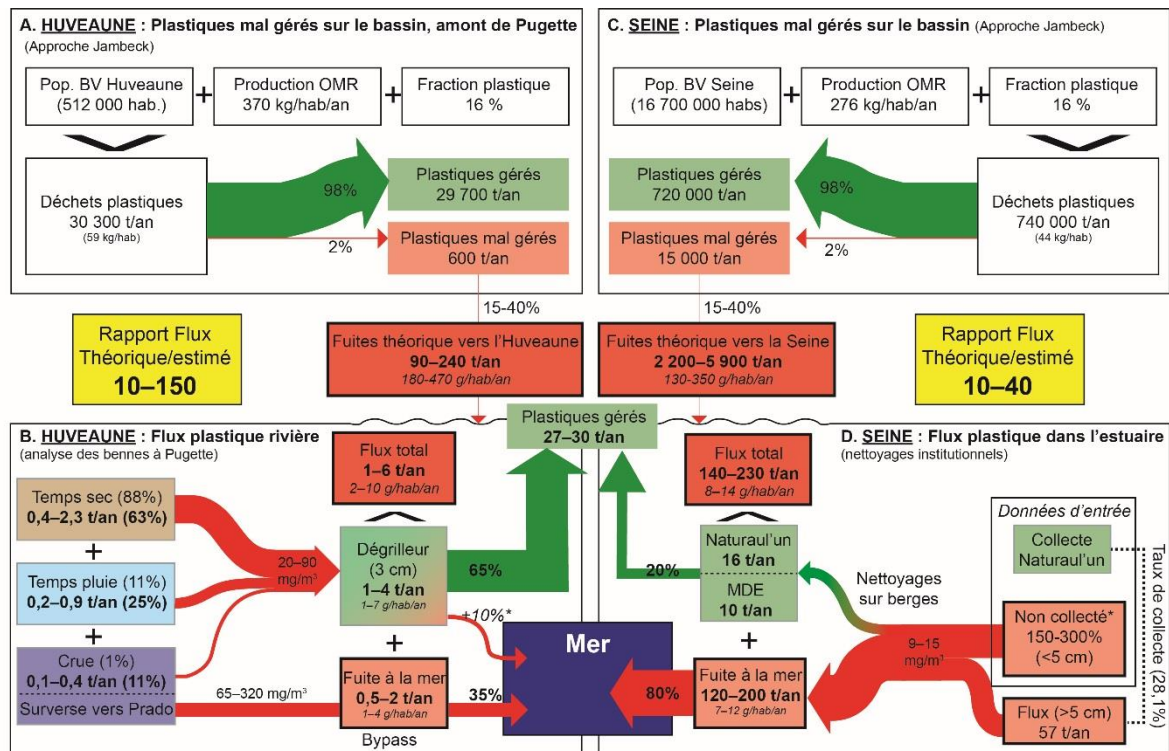 A. HUVEAUNE : Plastiques mal gérés sur le bassin, amont de Pugette
(Approche Jambeck)
Pop. BV Huveaune
(512 000 hab.)
+
Production OMR
370 kg/hab/an
+
Fraction plastique
16 %
Déchets plastiques
30 300 t/an
(59 kg/hab)
98%
2%
Plastiques gérés
29 700 t/an
Plastiques mal gérés
600 t/an
C. SEINE : Plastiques mal gérés sur le bassin (Approche Jambeck)
Pop. BV Seine
(16 700 000 habs)
+
Production OMR
276 kg/hab/an
+
Fraction plastique
16 %
Plastiques gérés
720 000 t/an
Plastiques mal gérés
15 000 t/an
98%
2%
Déchets plastiques
740 000 t/an
(44 kg/hab)
15-40%
15-40%
Rapport Flux
Théorique/estimé
10–150
Fuites théorique vers l'Huveaune
90–240 t/an
180-470 g/hab/an
Fuites théorique vers la Seine
2 200–5 900 t/an
130-350 g/hab/an
Rapport Flux
Théorique/estimé
10–40
B. HUVEAUNE : Flux plastique rivière
(analyse des bennes à Pugette)
Plastiques gérés
27–30 t/an
Flux total
1–6 t/an
2–10 g/hab/an
Temps sec (88%)
0,4–2,3 t/an (63%)
+
Temps pluie (11%)
0,2–0,9 t/an (25%)
+
Crue (1%)
0,1–0,4 t/an (11%)
Surverse vers Prado
20–90
mg/m³
65–320 mg/m³
Dégrilleur
(3 cm)
1–4 t/an
1–7 g/hab/an
+
Fuite à la mer
0,5–2 t/an
1–4 g/hab/an
Bypass
65%
+10%*
35%
Mer
D. SEINE : Flux plastique dans l'estuaire
(nettoyages institutionnels)
Flux total
140–230 t/an
8–14 g/hab/an
Naturaul'un
16 t/an
MDE
10 t/an
+
Fuite à la mer
120–200 t/an
7–12 g/hab/an
20%
80%
Nettoyages
sur berges
9–15
mg/m³
Données d'entrée
Collecte
Naturaul'un
Non collecté*
150-300%
(<5 cm)
Flux (>5 cm)
57 t/an
Taux de collecte (28,1%)